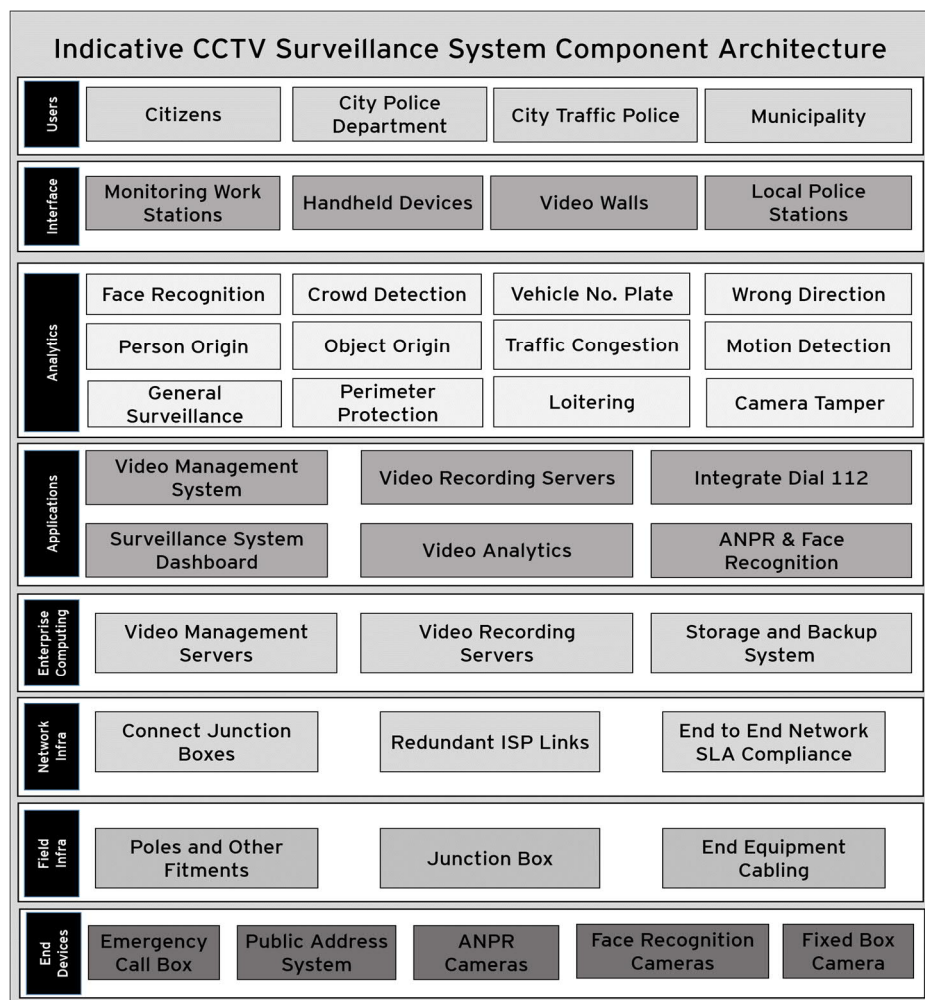 Indicative CCTV Surveillance System Component Architecture
Users
Citizens
City Police
Department
City Traffic Police
Municipality
Interface
Monitoring Work
Stations
Handheld Devices
Video Walls
Local Police
Stations
Analytics
Face Recognition
Crowd Detection
Vehicle No. Plate
Wrong Direction
Person Origin
Object Origin
Traffic Congestion
Motion Detection
General
Surveillance
Perimeter
Protection
Loitering
Camera Tamper
Applications
Video Management
System
Video Recording Servers
Integrate Dial 112
Surveillance System
Dashboard
Video Analytics
ANPR & Face
Recognition
Enterprise
Computing
Video Management
Servers
Video Recording
Servers
Storage and Backup
System
Network
Infra
Connect Junction
Boxes
Redundant ISP Links
End to End Network
SLA Compliance
Field
Infra
Poles and Other
Fitments
Junction Box
End Equipment
Cabling
End
Devices
Emergency
Call Box
Public Address
System
ANPR
Cameras
Face Recognition
Cameras
Fixed Box
Camera